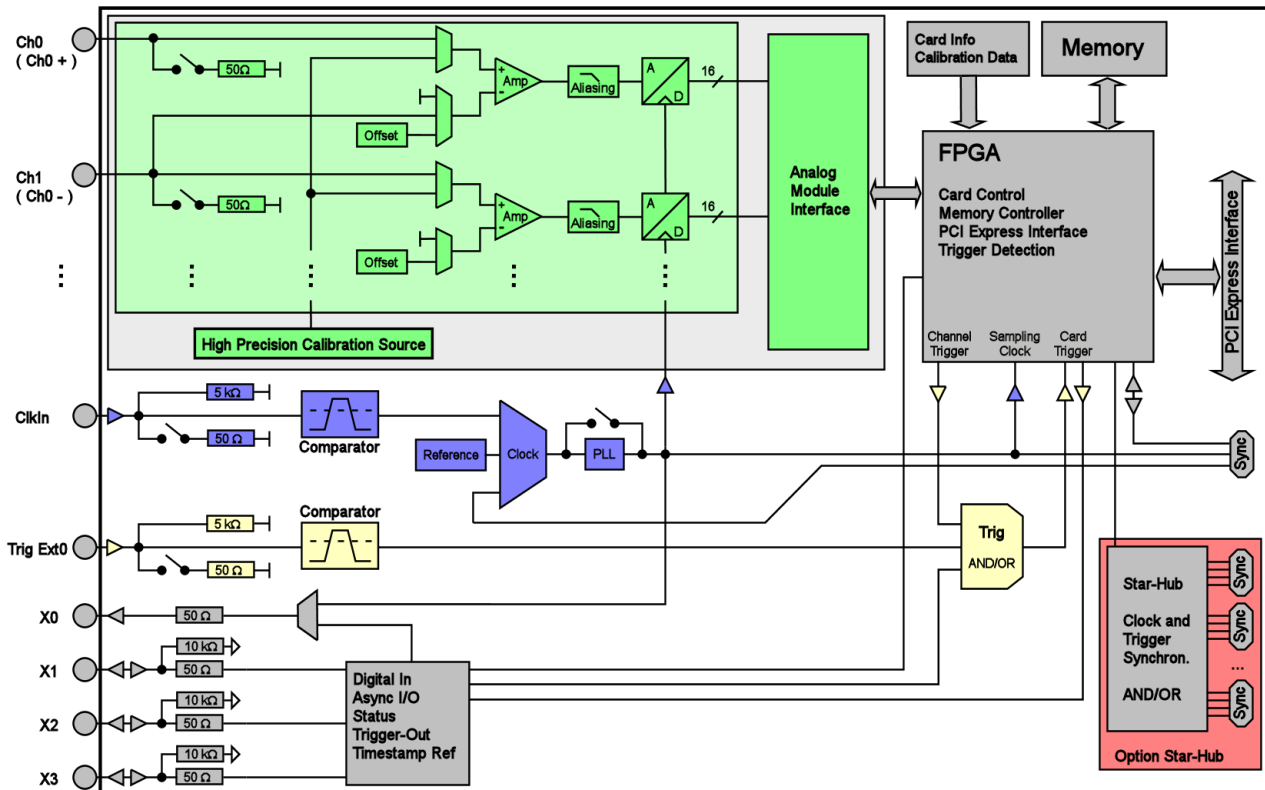 Ch0
( Ch0 + )
50Ω
Offset
+
-
Amp
Aliasing
A
D
16
Ch1
( Ch0 - )
50Ω
Offset
+
-
Amp
Aliasing
A
D
16
High Precision Calibration Source
Analog
Module
Interface
Card Info
Calibration Data
Memory
FPGA
Card Control
Memory Controller
PCI Express Interface
Trigger Detection
Channel
Trigger
Sampling
Clock
Card
Trigger
PCI Express Interface
ClkIn
5 kΩ
50 Ω
Comparator
Reference
Clock
PLL
Sync
Trig Ext0
5 kΩ
50 Ω
Comparator
Trig
AND/OR
X0
50 Ω
X1
10 kΩ
50 Ω
X2
10 kΩ
50 Ω
X3
10 kΩ
50 Ω
Digital In
Async I/O
Status
Trigger-Out
Timestamp Ref
Star-Hub
Clock and
Trigger
Synchron.
AND/OR
Sync
Sync
...
Sync
Option Star-Hub